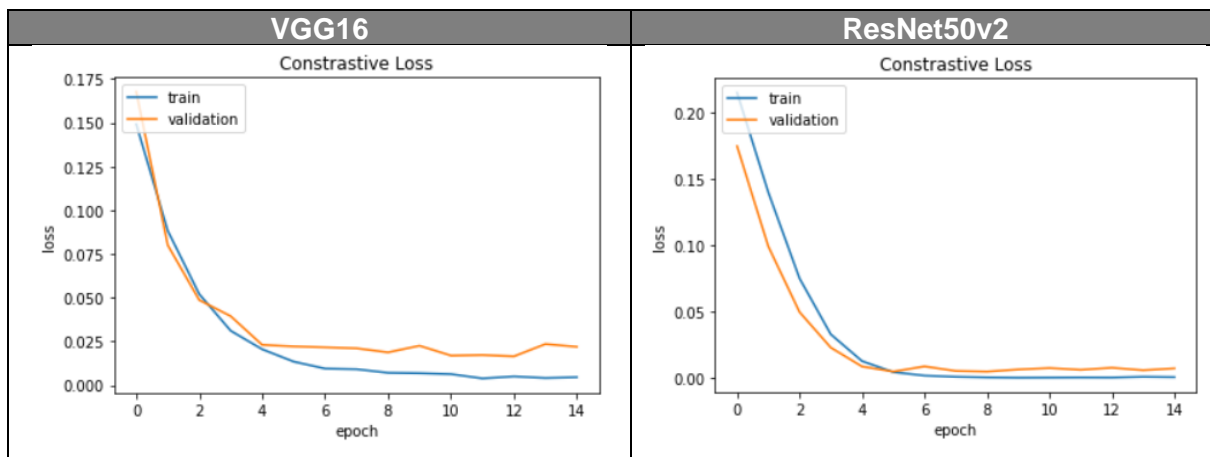 VGG16
ResNet50v2
Constrastive Loss
0.175
0.150
0.125
0.100
0.075
0.050
0.025
0.000
loss
train
validation
0 2 4 6 8 10 12 14
epoch
Constrastive Loss
0.20
0.15
0.10
0.05
0.00
loss
train
validation
0 2 4 6 8 10 12 14
epoch